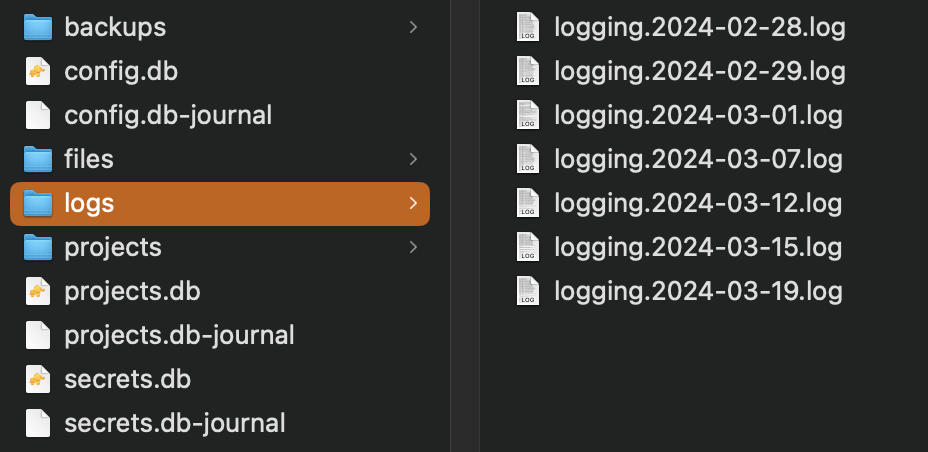 backups
config.db
config.db-journal
files
logs
projects
projects.db
projects.db-journal
secrets.db
secrets.db-journal
logging.2024-02-28.log
logging.2024-02-29.log
logging.2024-03-01.log
logging.2024-03-07.log
logging.2024-03-12.log
logging.2024-03-15.log
logging.2024-03-19.log
LOG
LOG
LOG
LOG
LOG
LOG
LOG